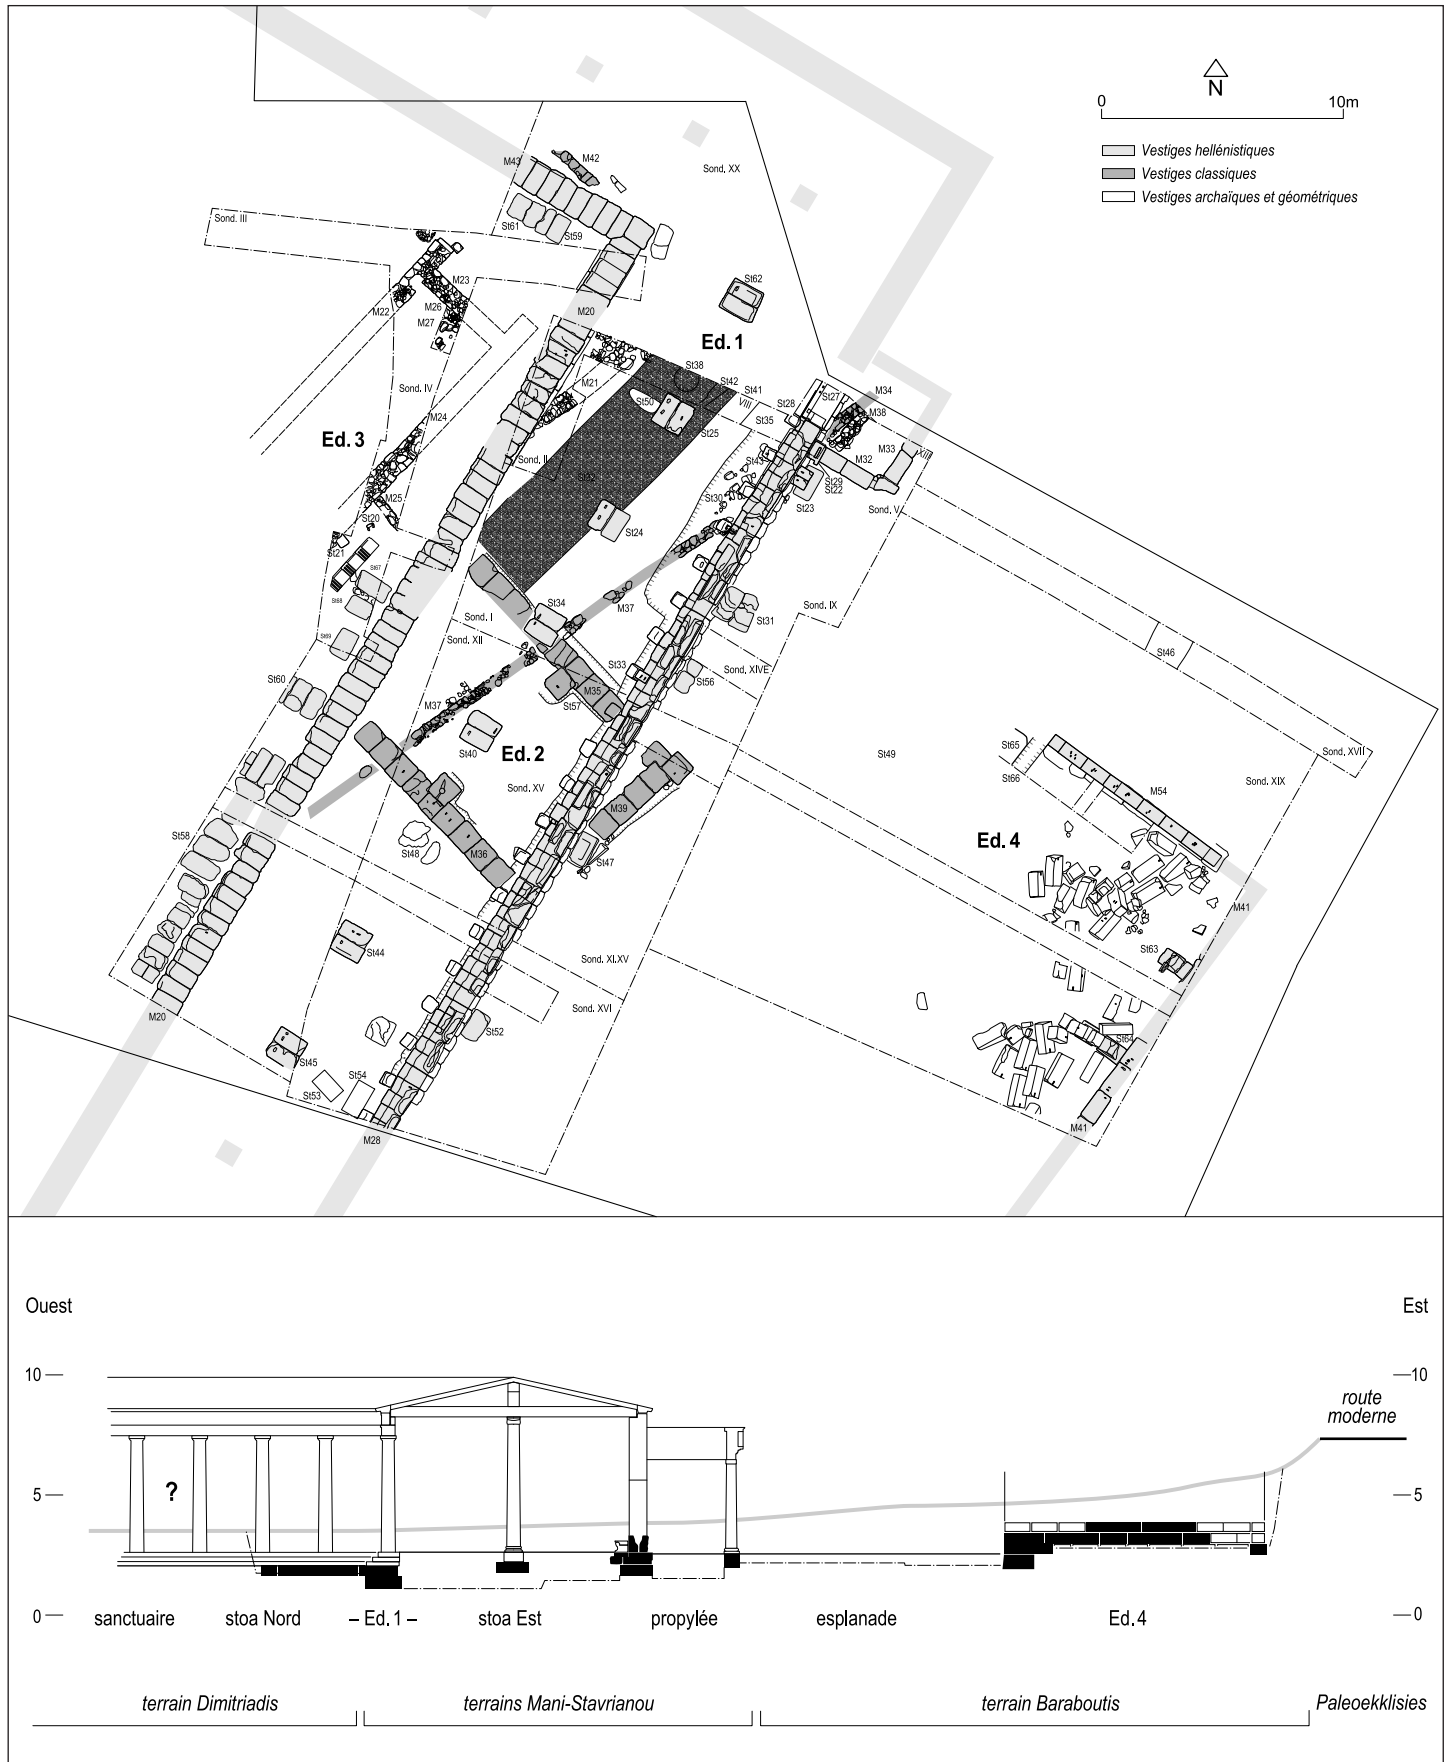 0 10m
N
Vestiges hellénistiques
Vestiges classiques
Vestiges archaïques et géométriques
M43
M42
Sond. XX
St61
St59
Sond. III
M23
St62
M22
M26
M27
M20
Ed. 1
St38
St42
St41
M21
VIII
St28
St27
M34
M38
St50
St35
St25
Sond. IV
M24
Ed. 3
M32
M33
XIII
Sond. II
St43
St29
St22
St23
St30
Sond. V
M25
St20
St24
St21
St67
St68
St69
St34
M37
Sond. I
Sond. XII
Sond. IX
St31
St46
St33
Sond. XIVE
St56
St60
M35
St57
M37
St40
Ed. 2
St49
St65
St66
Sond. XVII
Sond. XIX
M54
Sond. XV
M39
St58
St48
M36
St47
Ed. 4
M41
St63
St44
Sond. XI.XV
Sond. XVI
M20
St52
St64
St45
St54
St53
M41
M28
Ouest Est
10 10
route
moderne
?
5 5
0 sanctuaire stoa Nord – Ed. 1 – stoa Est propylée esplanade Ed. 4 0
terrain Dimitriadis terrains Mani-Stavrianou terrain Baraboutis Paleoekklisies